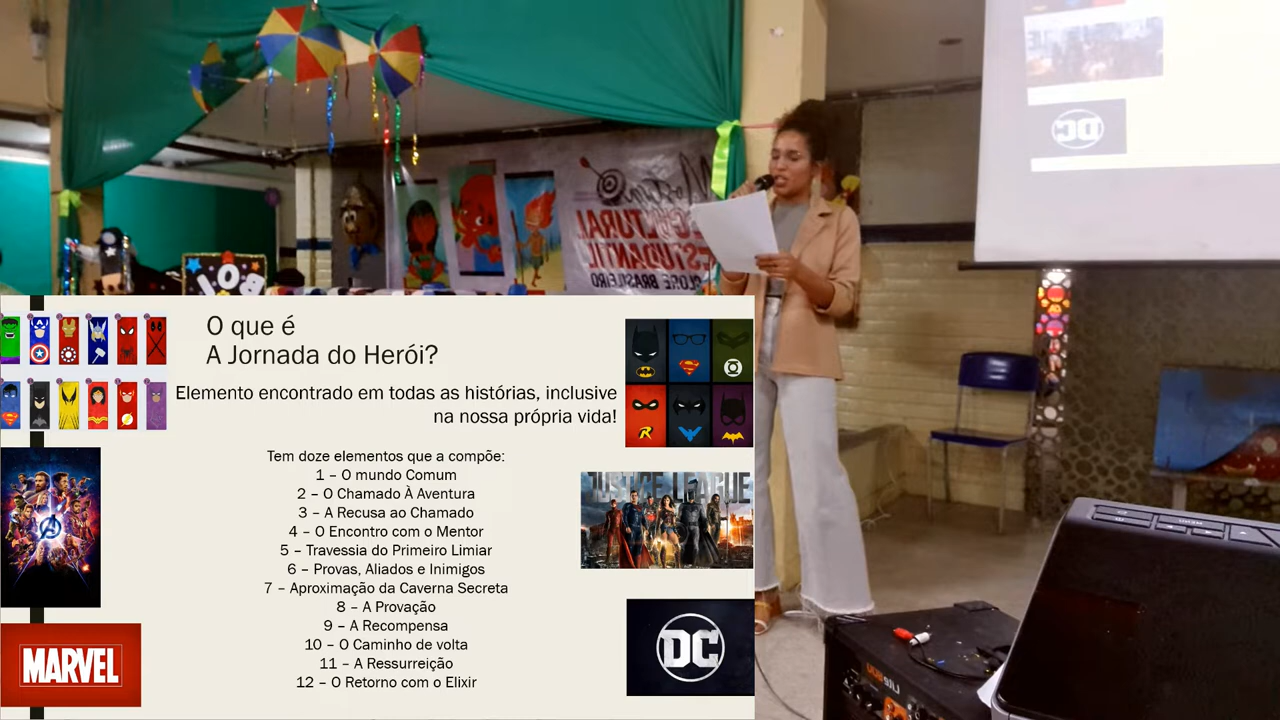 CULTURAL
ESTUDANTIL
BRASILEIRO
BOI
DC
O que é
A Jornada do Herói?
Elemento encontrado em todas as histórias, inclusive
na nossa própria vida!
Tem doze elementos que a compõe:
1 – O mundo Comum
2 – O Chamado À Aventura
3 – A Recusa ao Chamado
4 – O Encontro com o Mentor
5 – Travessia do Primeiro Limiar
6 – Provas, Aliados e Inimigos
7 – Aproximação da Caverna Secreta
8 – A Provação
9 – A Recompensa
10 – O Caminho de volta
11 – A Ressurreição
12 – O Retorno com o Elixir
JUSTICE LEAGUE
MARVEL
DC